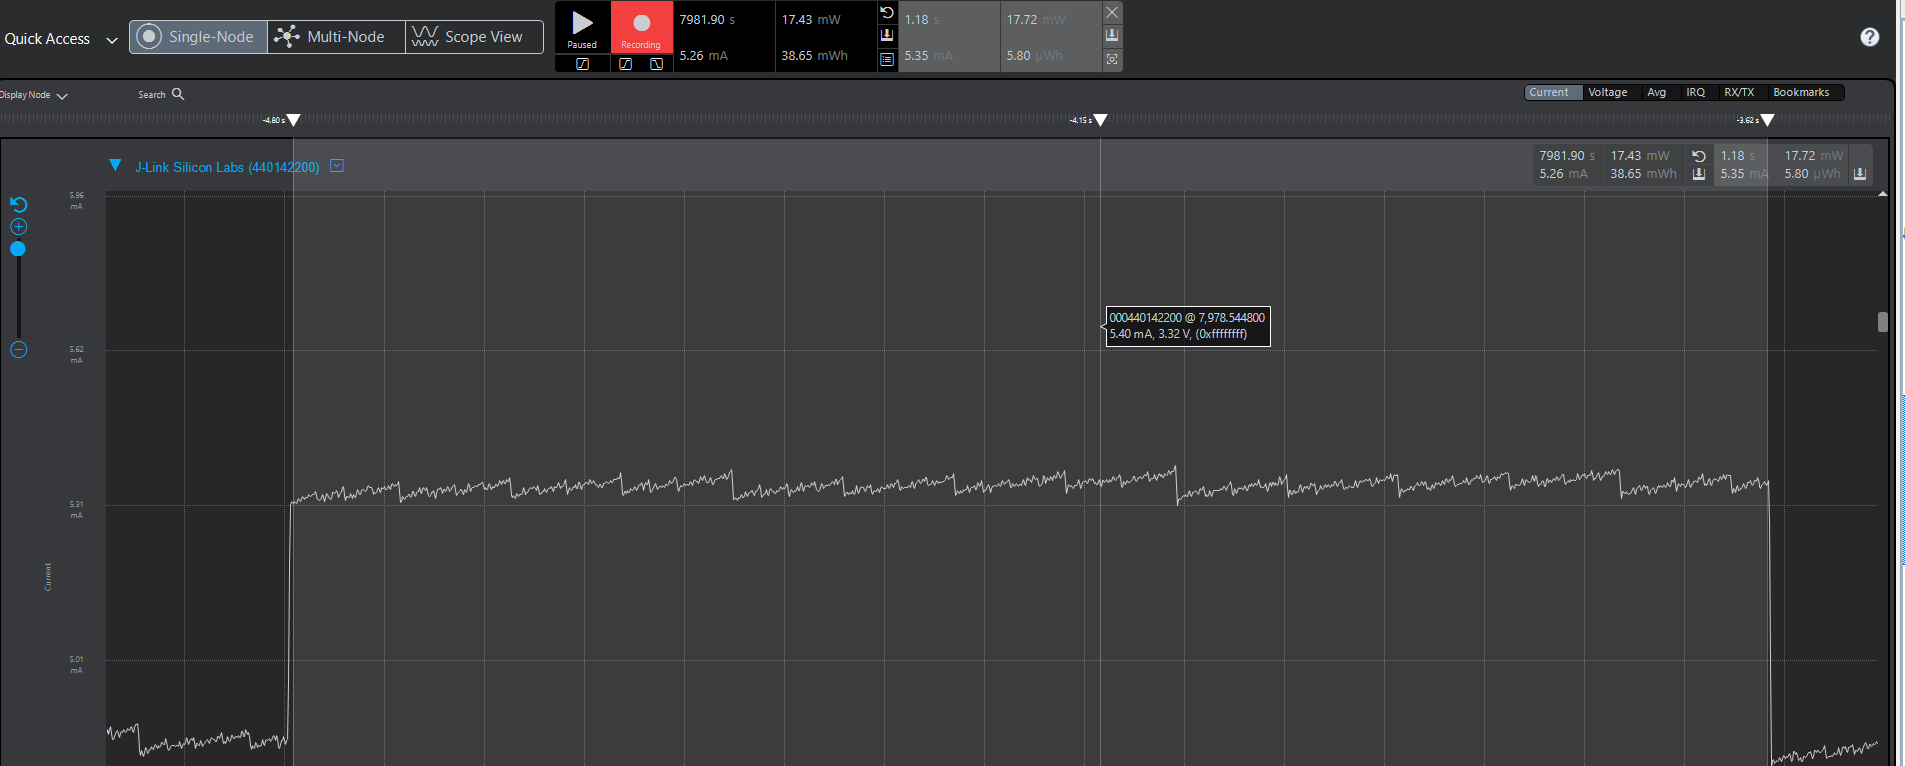 Quick Access
Single-Node
Multi-Node
Scope View
Paused
Recording
7981.90 s
17.43 mW
5.26 mA
38.65 mWh
1.18 s
17.72 mW
5.35 mA
5.80 µWh
Display Node
Search
Current
Voltage
Avg
IRQ
RX/TX
Bookmarks
-4.80 s
-4.15 s
-3.62 s
J-Link Silicon Labs (440142200)
7981.90 s
17.43 mW
1.18 s
17.72 mW
5.26 mA
38.65 mWh
5.35 mA
5.80 µWh
5.96
mA
000440142200 @ 7,978.544800
5.40 mA, 3.32 V, (0xffffffff)
5.62
mA
5.31
mA
Current
5.01
mA